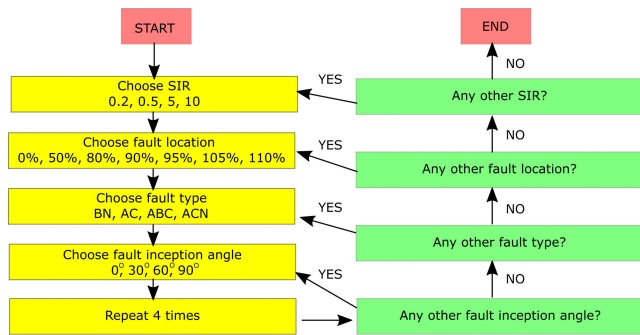 START
END
Choose SIR
0.2, 0.5, 5, 10
YES
NO
Any other SIR?
Choose fault location
0%, 50%, 80%, 90%, 95%, 105%, 110%
YES
NO
Any other fault location?
Choose fault type
BN, AC, ABC, ACN
YES
NO
Any other fault type?
Choose fault inception angle
0°, 30°, 60°, 90°
YES
NO
Repeat 4 times
Any other fault inception angle?